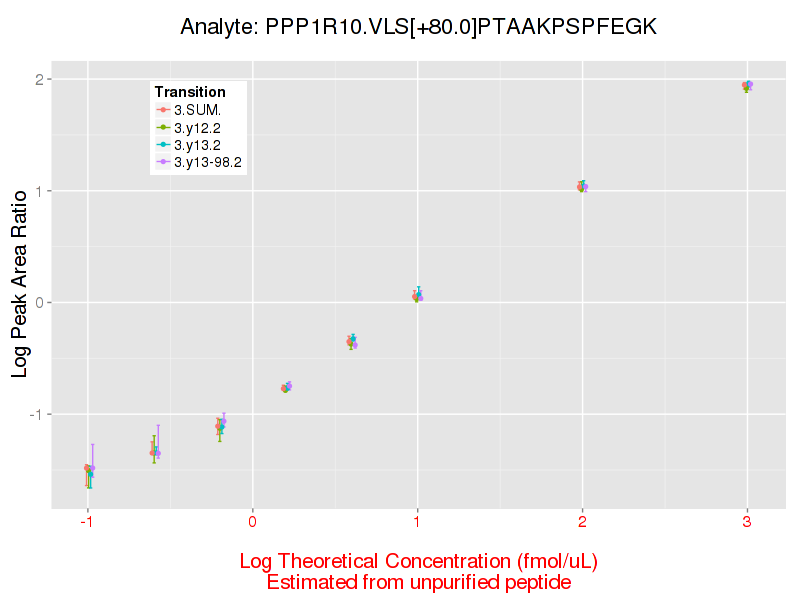 Analyte: PPP1R10.VLS[+80.0]PTAAKPSPFEGK
Log Peak Area Ratio
2
1
0
-1
Transition
3.SUM.
3.y12.2
3.y13.2
3.y13-98.2
-1 0 1 2 3
Log Theoretical Concentration (fmol/uL)
Estimated from unpurified peptide